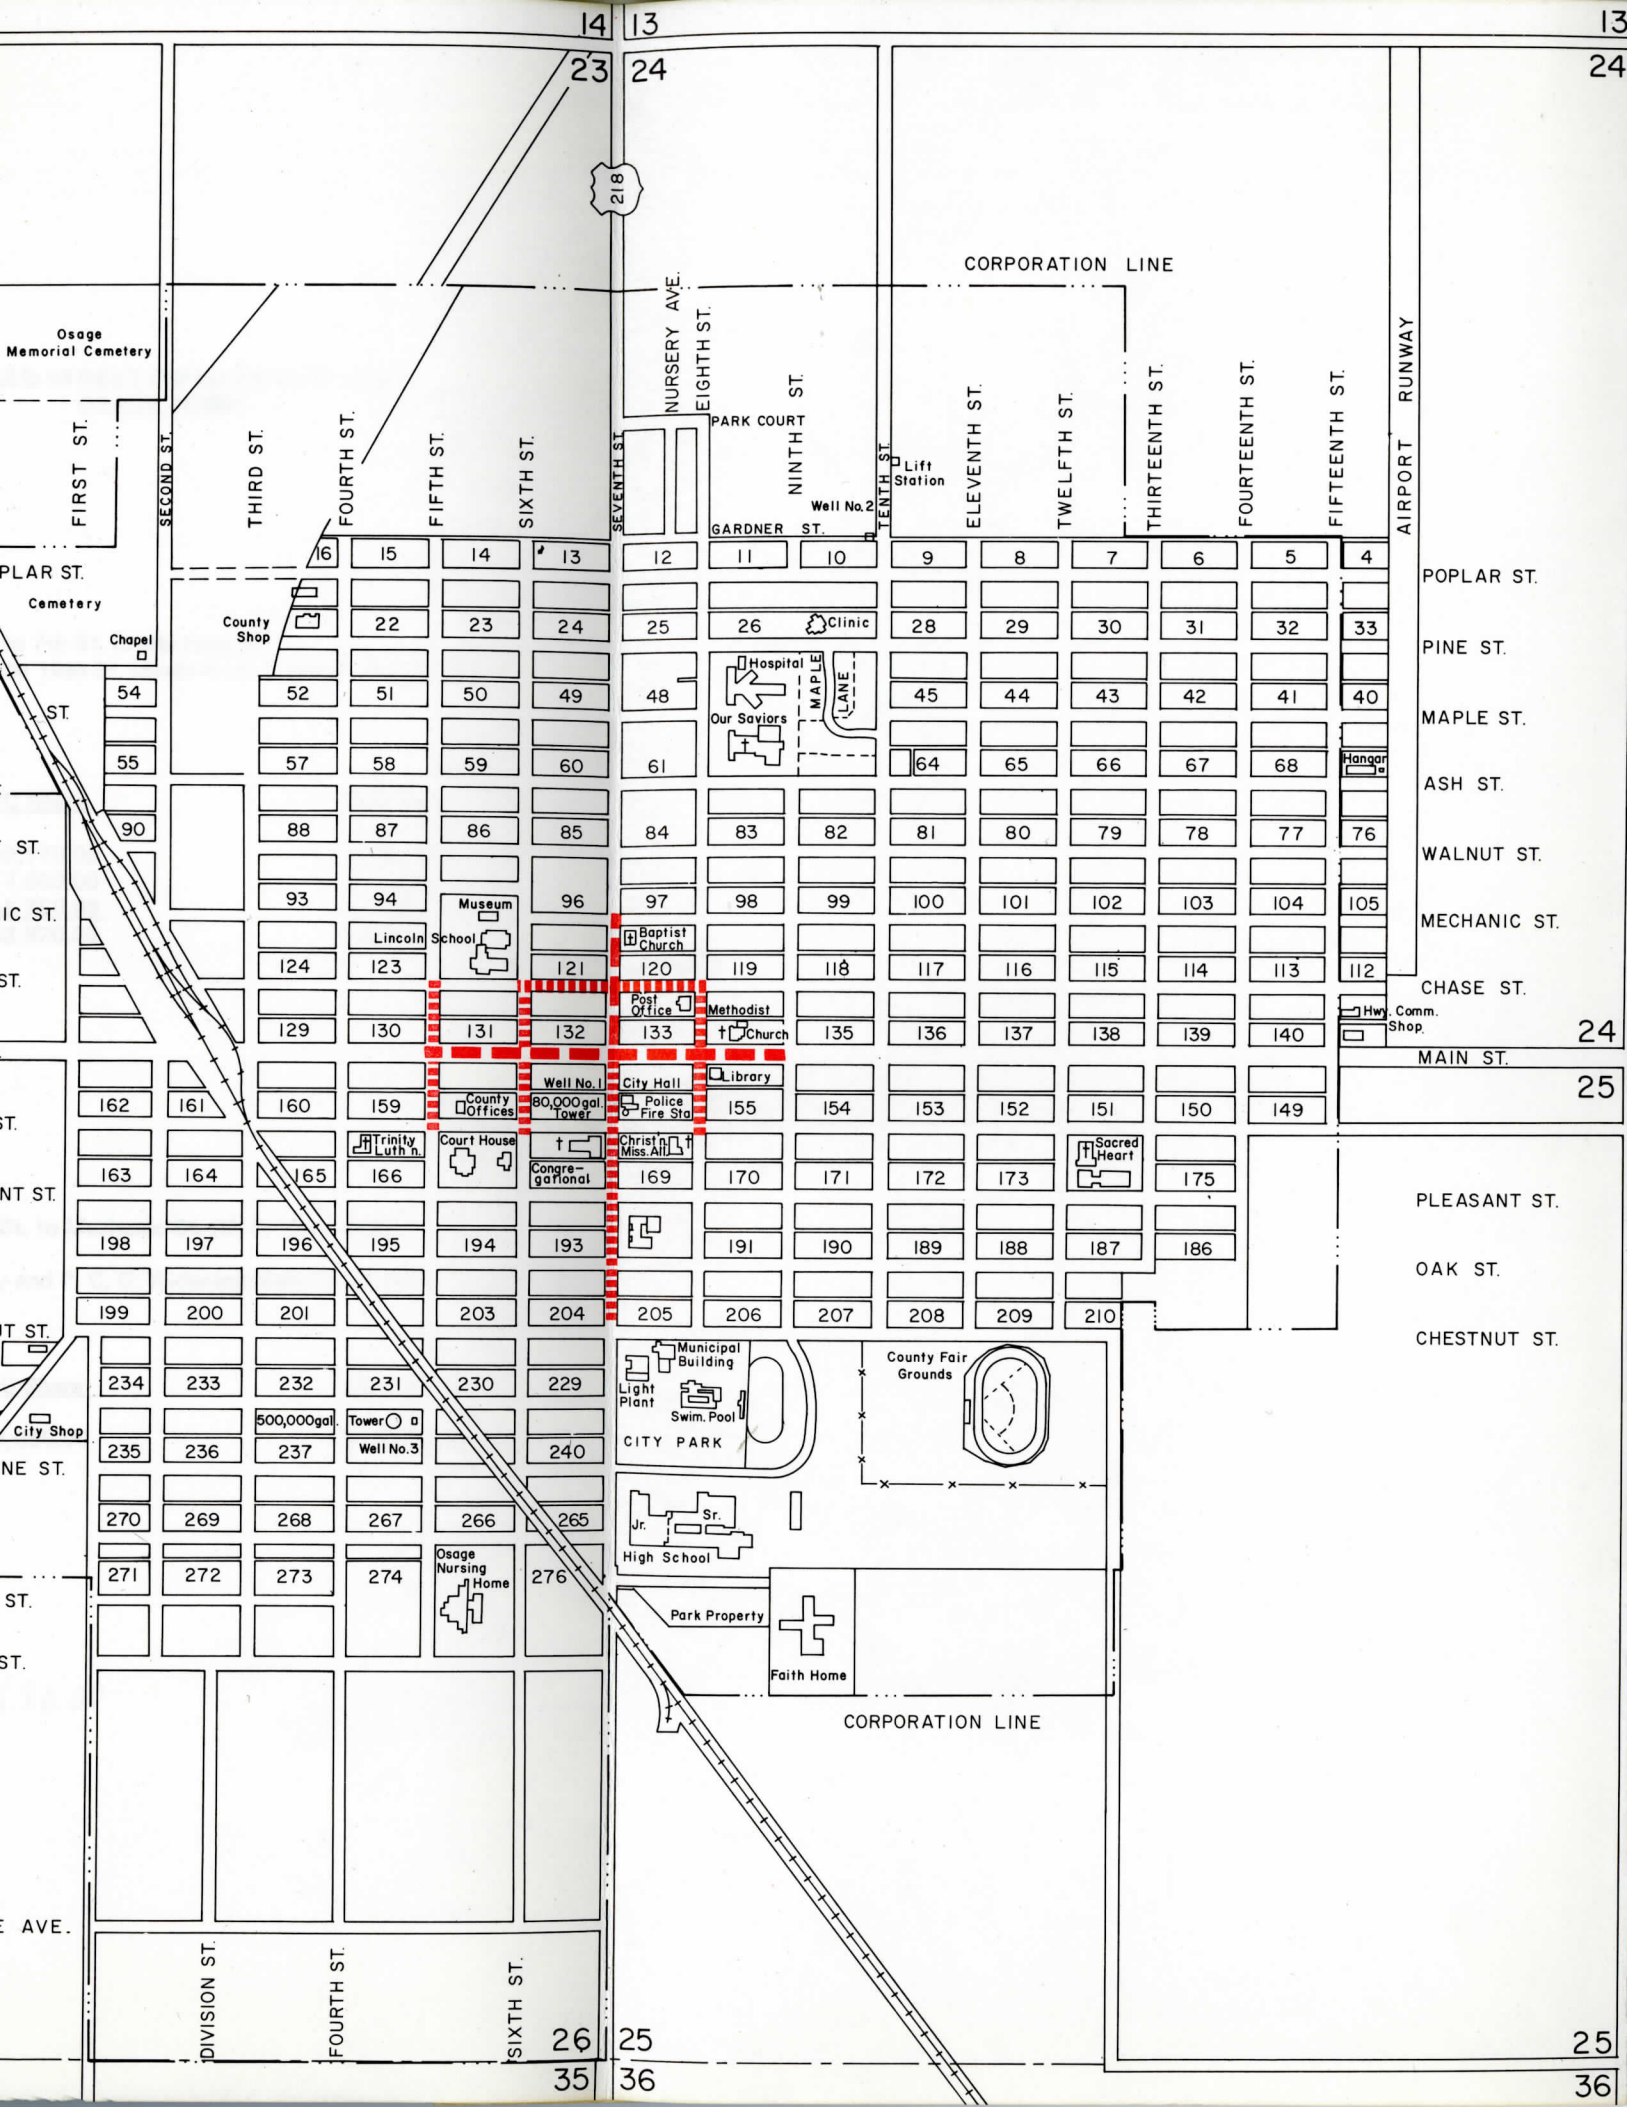 14 13
13
23 24
24
218
CORPORATION LINE
Osage
Memorial Cemetery
FIRST ST.
SECOND ST.
THIRD ST.
FOURTH ST.
FIFTH ST.
SIXTH ST.
SEVENTH ST
NURSERY AVE.
EIGHTH ST.
NINTH ST.
TENTH ST.
ELEVENTH ST.
TWELFTH ST.
THIRTEENTH ST.
FOURTEENTH ST.
FIFTEENTH ST.
AIRPORT RUNWAY
PARK COURT
Lift
Station
Well No.2
GARDNER ST.
16 15 14 13 12 11 10 9 8 7 6 5 4
PLAR ST.
POPLAR ST.
Cemetery
County
Shop
22 23 24 25 26 Clinic 28 29 30 31 32 33
Chapel
PINE ST.
Hospital
MAPLE
LANE
54 52 51 50 49 48 45 44 43 42 41 40
ST.
Our Saviors
MAPLE ST.
55 57 58 59 60 61 64 65 66 67 68 Hangar
ASH ST.
90 88 87 86 85 84 83 82 81 80 79 78 77 76
ST.
WALNUT ST.
93 94 Museum 96 97 98 99 100 101 102 103 104 105
IC ST.
MECHANIC ST.
Lincoln School
Baptist
Church
124 123 121 120 119 118 117 116 115 114 113 112
ST.
CHASE ST.
Post
Office
Methodist
Hwy. Comm.
Shop
129 130 131 132 133 Church 135 136 137 138 139 140
24
MAIN ST.
Well No.1 City Hall Library
25
162 161 160 159 County
Offices
80,000 gal.
Tower
Police
Fire Sta
155 154 153 152 151 150 149
ST.
Trinity
Luth'n.
Court House
Christ'n.
Miss. All.
Sacred
Heart
163 164 165 166 Congre-
gational
169 170 171 172 173 175
NT ST.
PLEASANT ST.
198 197 196 195 194 193 191 190 189 188 187 186
OAK ST.
199 200 201 203 204 205 206 207 208 209 210
UT ST.
CHESTNUT ST.
Municipal
Building
County Fair
Grounds
234 233 232 231 230 229
Light
Plant
Swim. Pool
500,000gal. Tower
City Shop
CITY PARK
235 236 237 Well No.3 240
NE ST.
270 269 268 267 266 265
Jr. Sr.
High School
271 272 273 274 Osage
Nursing
Home
276
ST.
Park Property
ST.
Faith Home
CORPORATION LINE
E AVE.
DIVISION ST.
FOURTH ST.
SIXTH ST.
26 25
25
35 36
36